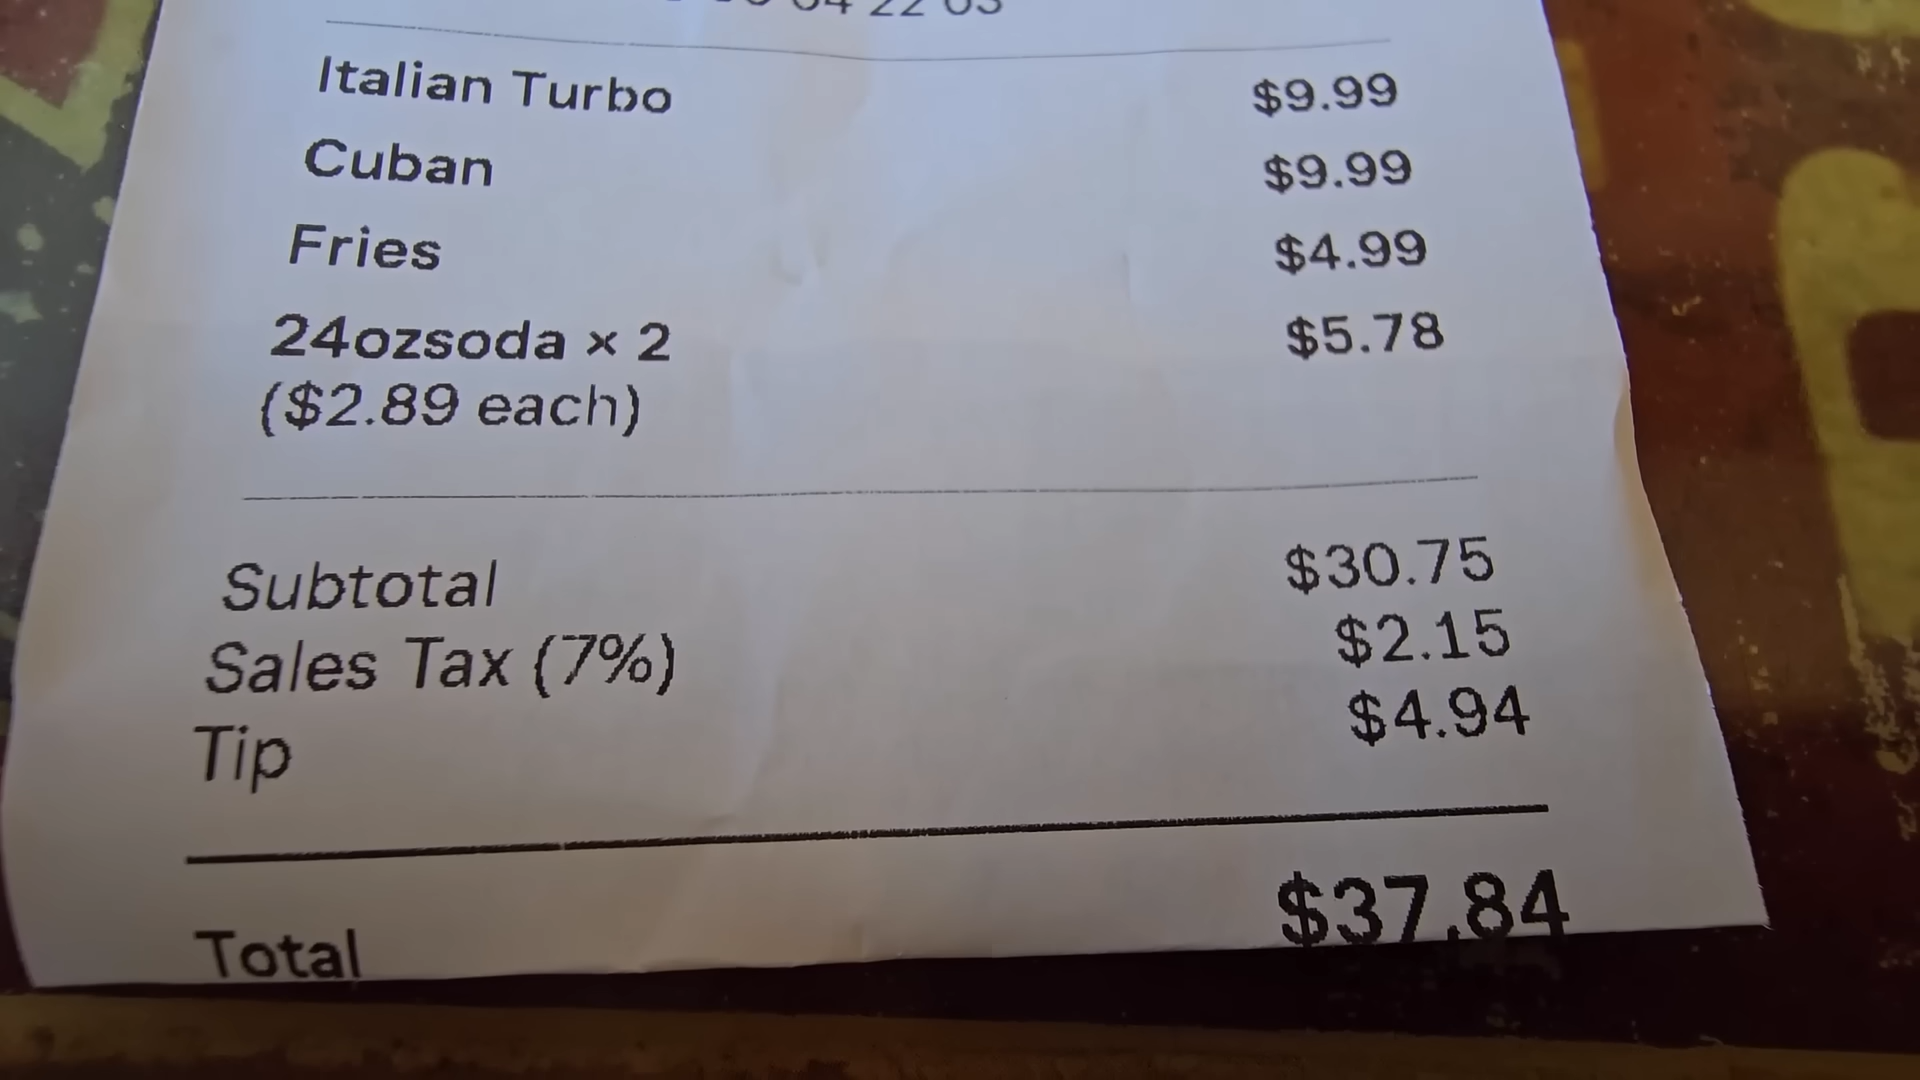 Italian Turbo $9.99
Cuban $9.99
Fries $4.99
24ozsoda × 2 $5.78
($2.89 each)
Subtotal $30.75
Sales Tax (7%) $2.15
Tip $4.94
Total $37.84